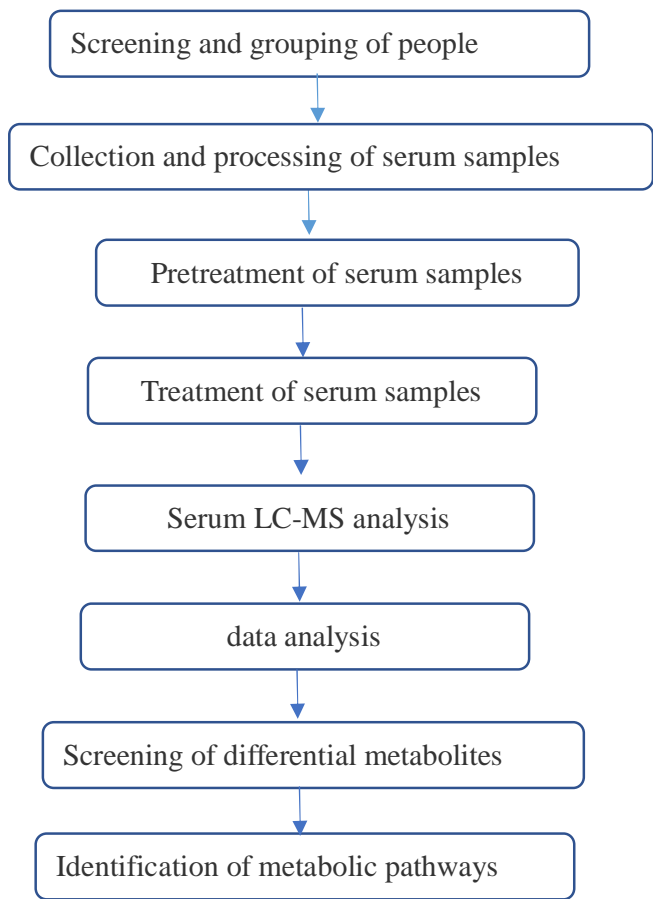 Screening and grouping of people
Collection and processing of serum samples
Pretreatment of serum samples
Treatment of serum samples
Serum LC-MS analysis
data analysis
Screening of differential metabolites
Identification of metabolic pathways